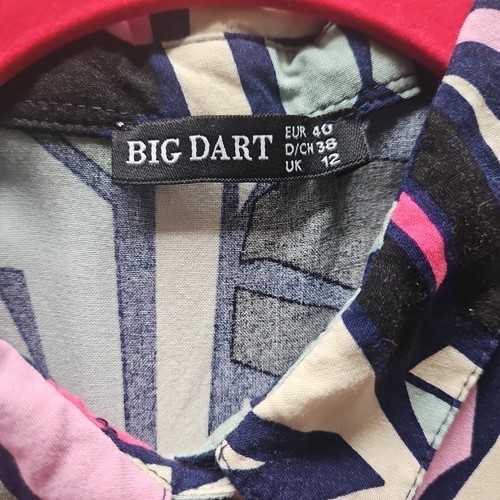 BIG DART
EUR 40
D/CH 38
UK 12